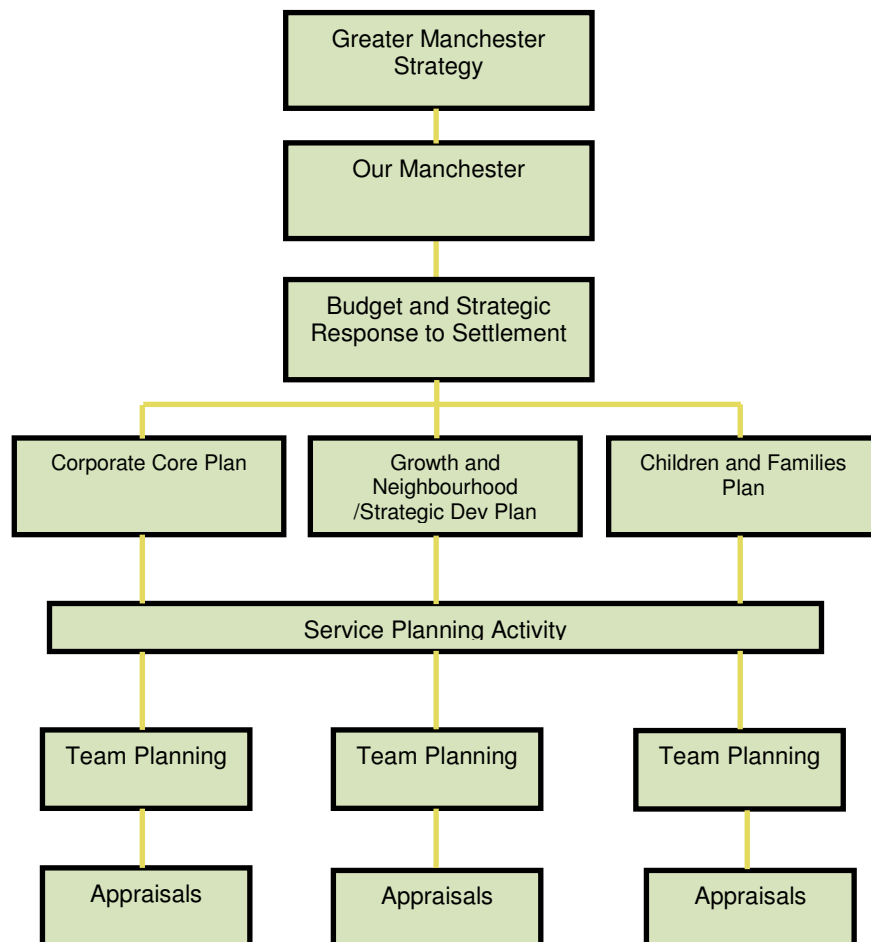 Greater Manchester
Strategy
Our Manchester
Budget and Strategic
Response to Settlement
Corporate Core Plan
Growth and
Neighbourhood
/Strategic Dev Plan
Children and Families
Plan
Service Planning Activity
Team Planning
Team Planning
Team Planning
Appraisals
Appraisals
Appraisals